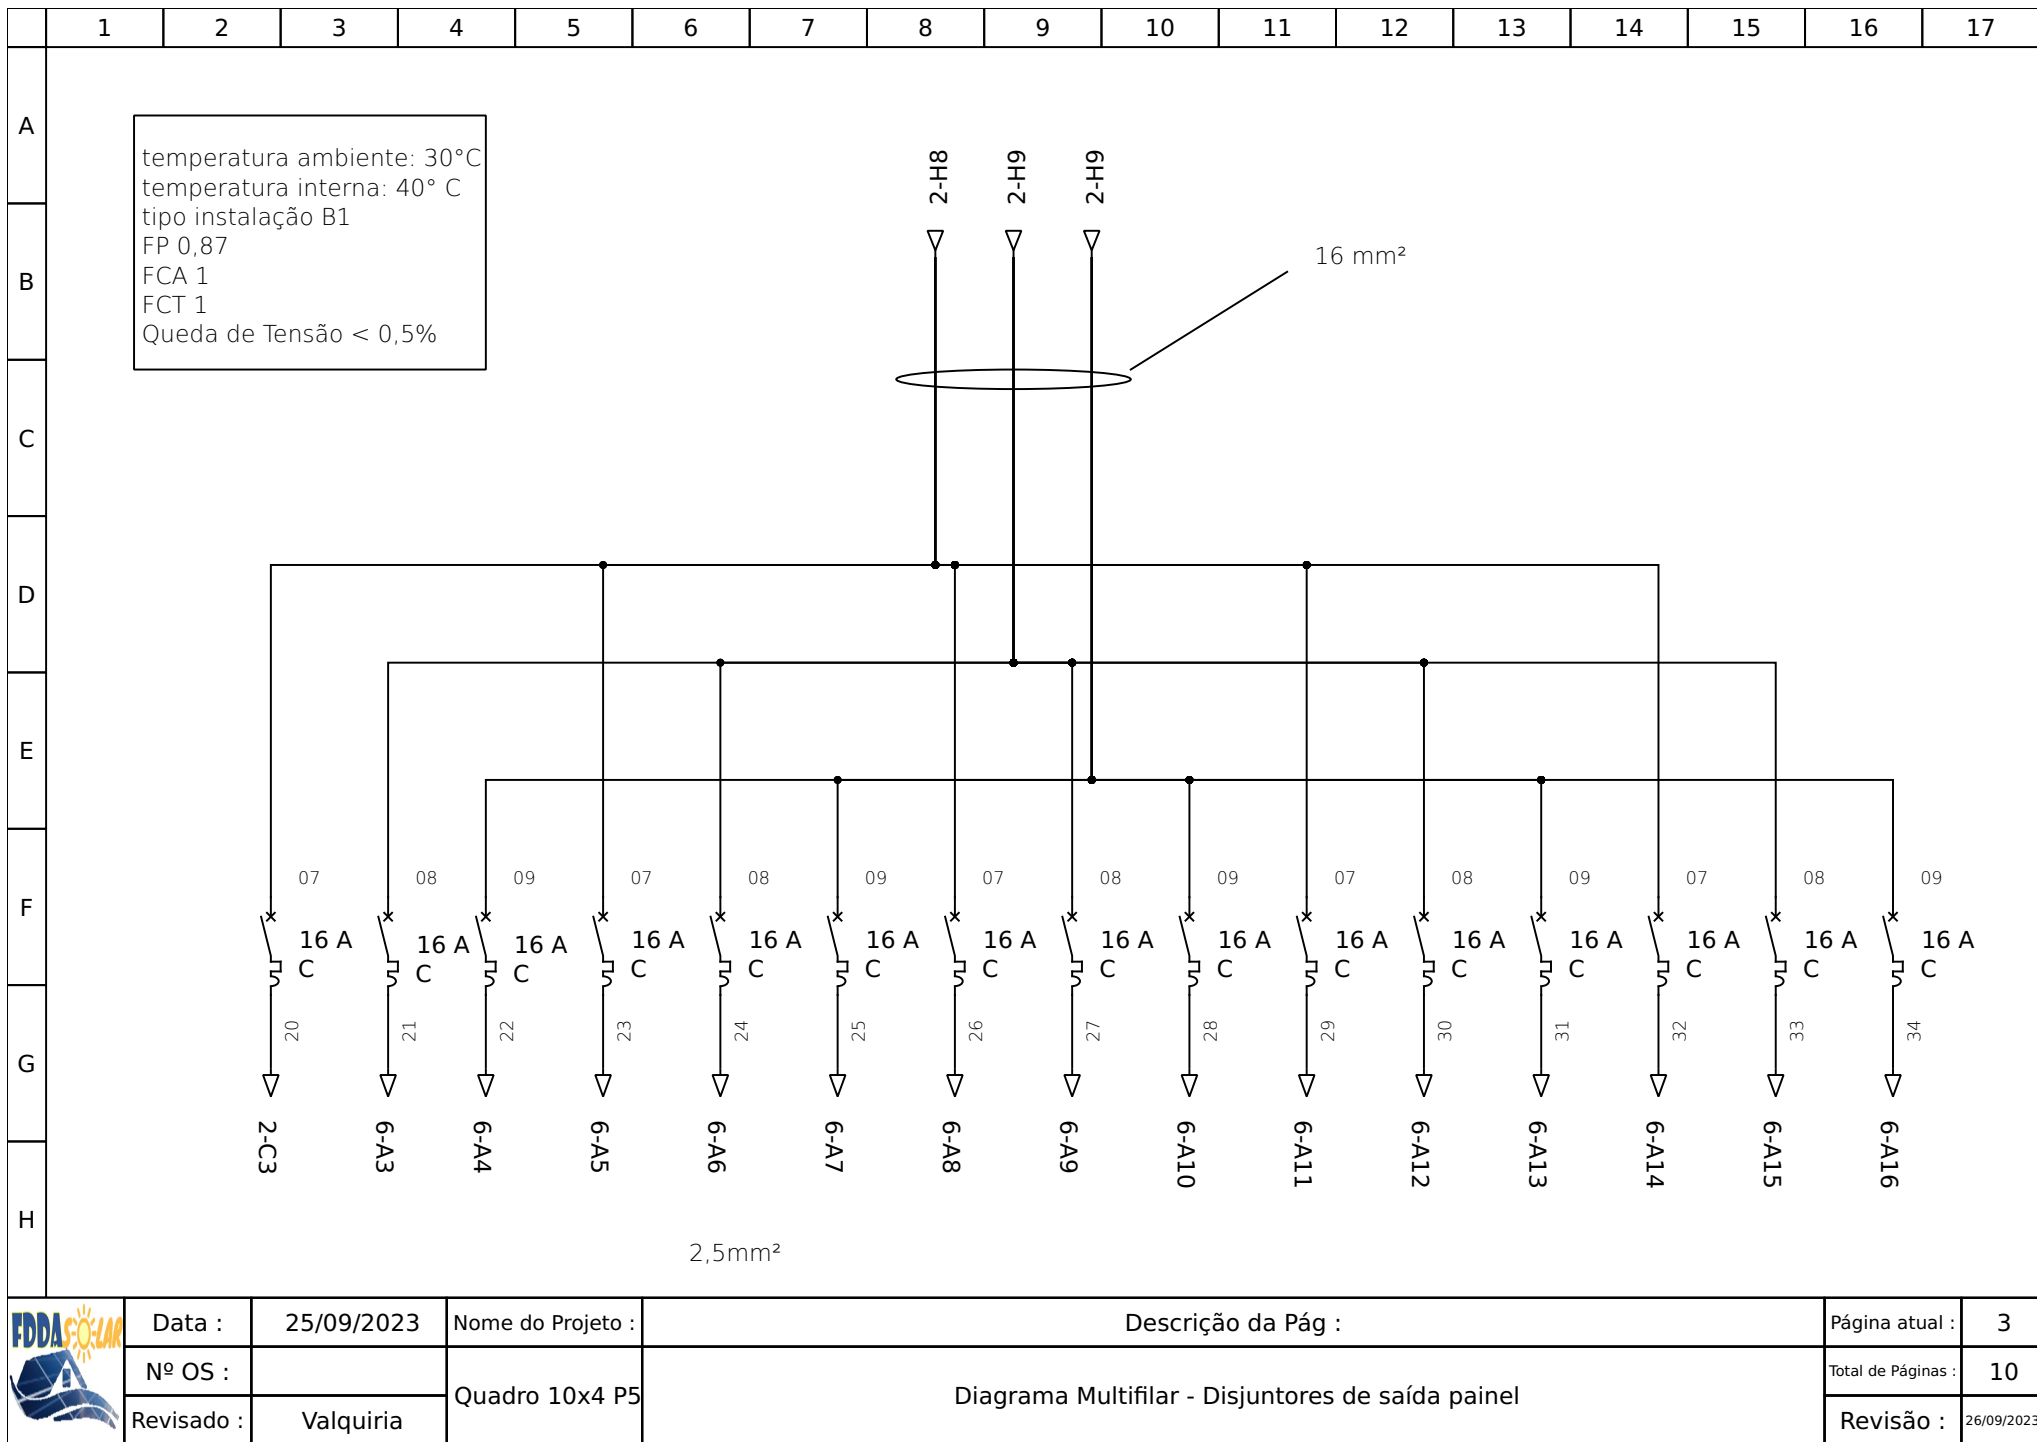 1 2 3 4 5 6 7 8 9 10 11 12 13 14 15 16 17
A
B
C
D
E
F
G
H
temperatura ambiente: 30°C
temperatura interna: 40° C
tipo instalação B1
FP 0,87
FCA 1
FCT 1
Queda de Tensão < 0,5%
2-H8 2-H9 2-H9
16 mm²
07 08 09 07 08 09 07 08 09 07 08 09 07 08 09
16 A 16 A 16 A 16 A 16 A 16 A 16 A 16 A 16 A 16 A 16 A 16 A 16 A 16 A 16 A
C C C C C C C C C C C C C C C
20 21 22 23 24 25 26 27 28 29 30 31 32 33 34
2-C3 6-A3 6-A4 6-A5 6-A6 6-A7 6-A8 6-A9 6-A10 6-A11 6-A12 6-A13 6-A14 6-A15 6-A16
2,5mm²
FDDA SOLAR
Data : 25/09/2023
Nº OS :
Revisado : Valquiria
Nome do Projeto :
Quadro 10x4 P5
Descrição da Pág :
Diagrama Multifilar - Disjuntores de saída painel
Página atual : 3
Total de Páginas : 10
Revisão : 26/09/2023